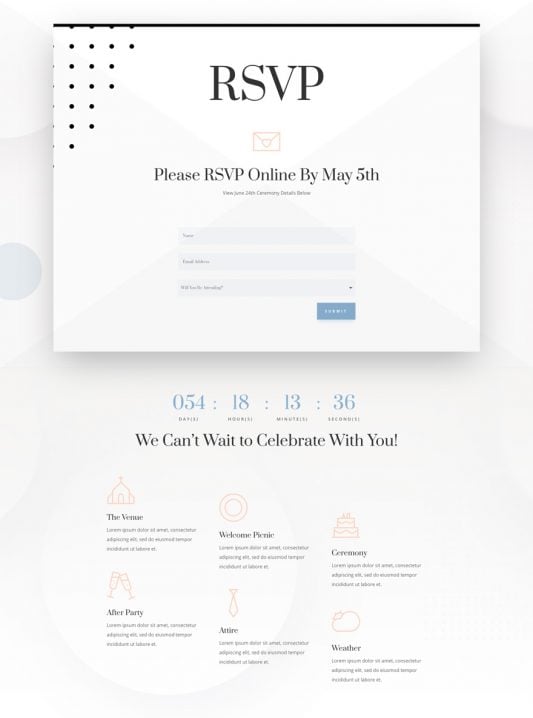 RSVP
Please RSVP Online By May 5th
View June 24th Ceremony Details Below
Name
Email Address
Will You Be Attending?
SUBMIT
054 : 18 : 13 : 36
DAY(S) HOUR(S) MINUTE(S) SECOND(S)
We Can't Wait to Celebrate With You!
The Venue
Lorem ipsum dolor sit amet, consectetur
adipiscing elit, sed do eiusmod tempor
incididunt ut labore et.
Welcome Picnic
Lorem ipsum dolor sit amet, consectetur
adipiscing elit, sed do eiusmod tempor
incididunt ut labore et.
Ceremony
Lorem ipsum dolor sit amet, consectetur
adipiscing elit, sed do eiusmod tempor
incididunt ut labore et.
After Party
Lorem ipsum dolor sit amet, consectetur
adipiscing elit, sed do eiusmod tempor
incididunt ut labore et.
Attire
Lorem ipsum dolor sit amet, consectetur
adipiscing elit, sed do eiusmod tempor
incididunt ut labore et.
Weather
Lorem ipsum dolor sit amet, consectetur
adipiscing elit, sed do eiusmod tempor
incididunt ut labore et.